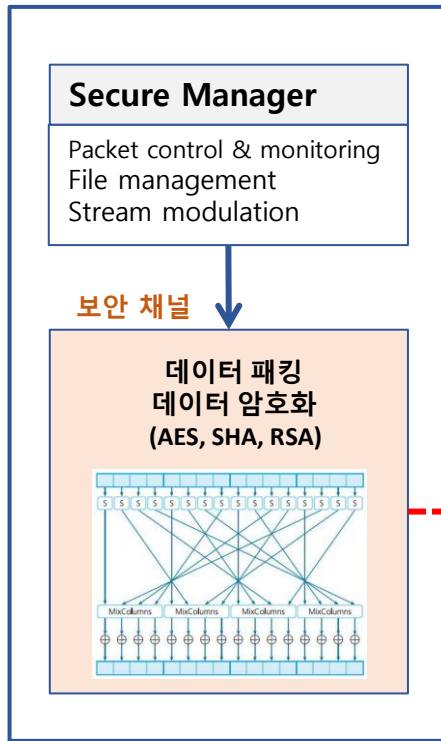 Secure Manager
Packet control & monitoring
File management
Stream modulation
보안 채널
데이터 패킹
데이터 암호화
(AES, SHA, RSA)
S S S S S S S S S S S S S S S S
MixColumns MixColumns MixColumns MixColumns